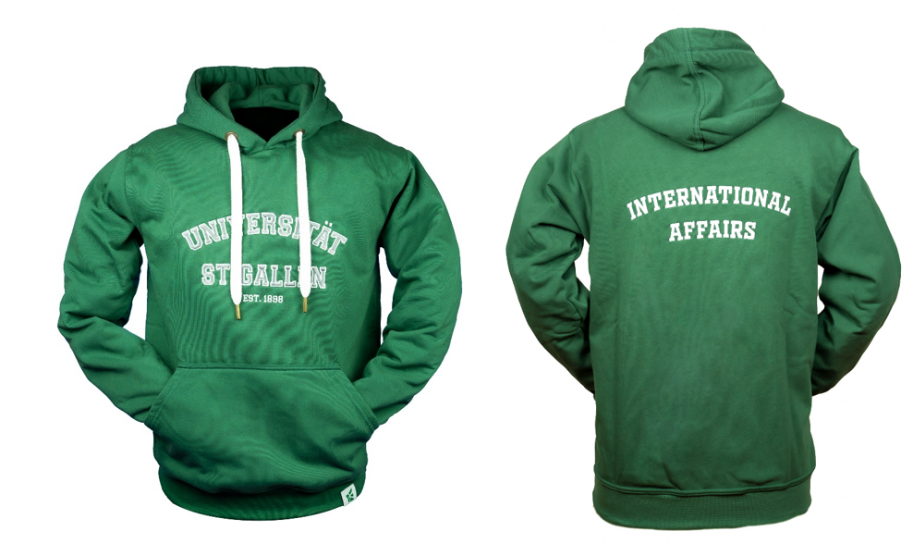 UNIVERSITÄT
ST.GALLEN
EST. 1898
INTERNATIONAL
AFFAIRS